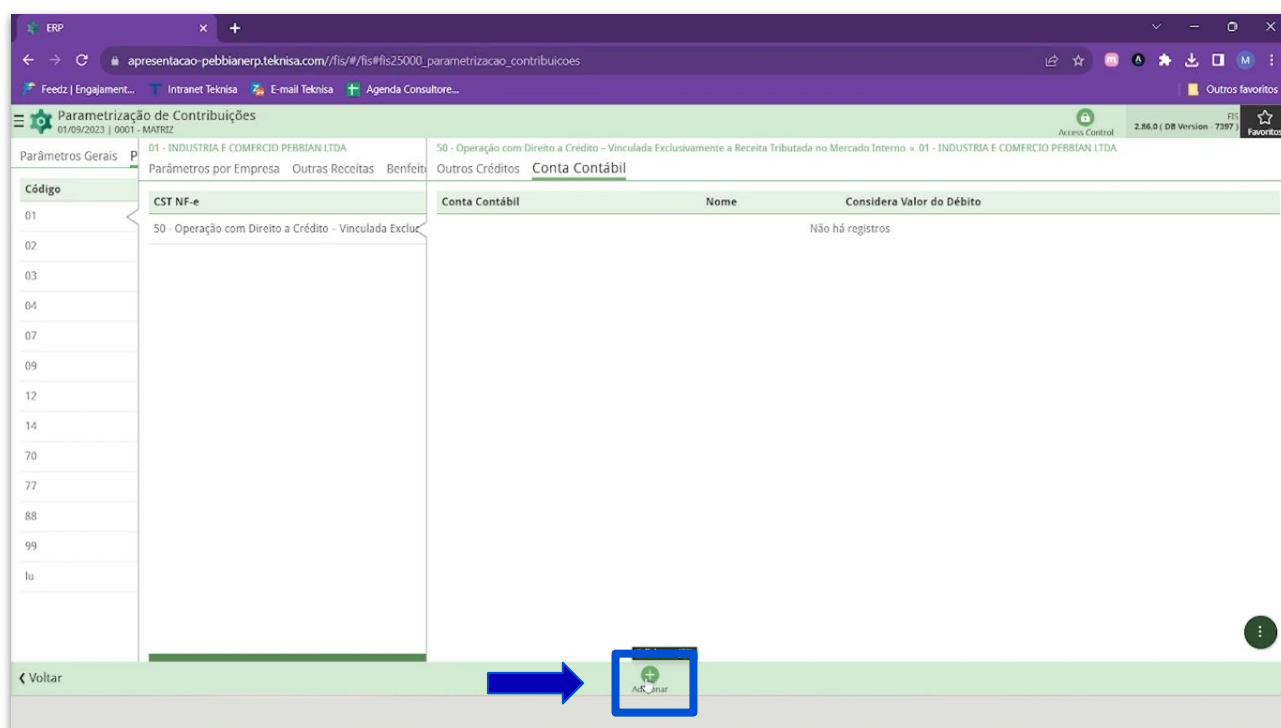 ERP
apresentacao-pebbianerp.teknisa.com//fis/#/fis#fis25000_parametrizacao_contribuicoes
M
Feedz | Engajament... Intranet Teknisa E-mail Teknisa Agenda Consultore... Outros favoritos
Parametrização de Contribuições
01/09/2023 | 0001 - MATRIZ
Access Control
FIS
2.86.0 ( DB Version - 7397 )
Favoritos
Parâmetros Gerais P
01 - INDUSTRIA E COMERCIO PEBBIAN LTDA
Parâmetros por Empresa Outras Receitas Benfeit
50 - Operação com Direito a Crédito – Vinculada Exclusivamente a Receita Tributada no Mercado Interno « 01 - INDUSTRIA E COMERCIO PEBBIAN LTDA
Outros Créditos Conta Contábil
Código
01
02
03
04
07
09
12
14
70
77
88
99
lu
CST NF-e
50 - Operação com Direito a Crédito – Vinculada Exclus
Conta Contábil Nome Considera Valor do Débito
Não há registros
Voltar
Adicionar